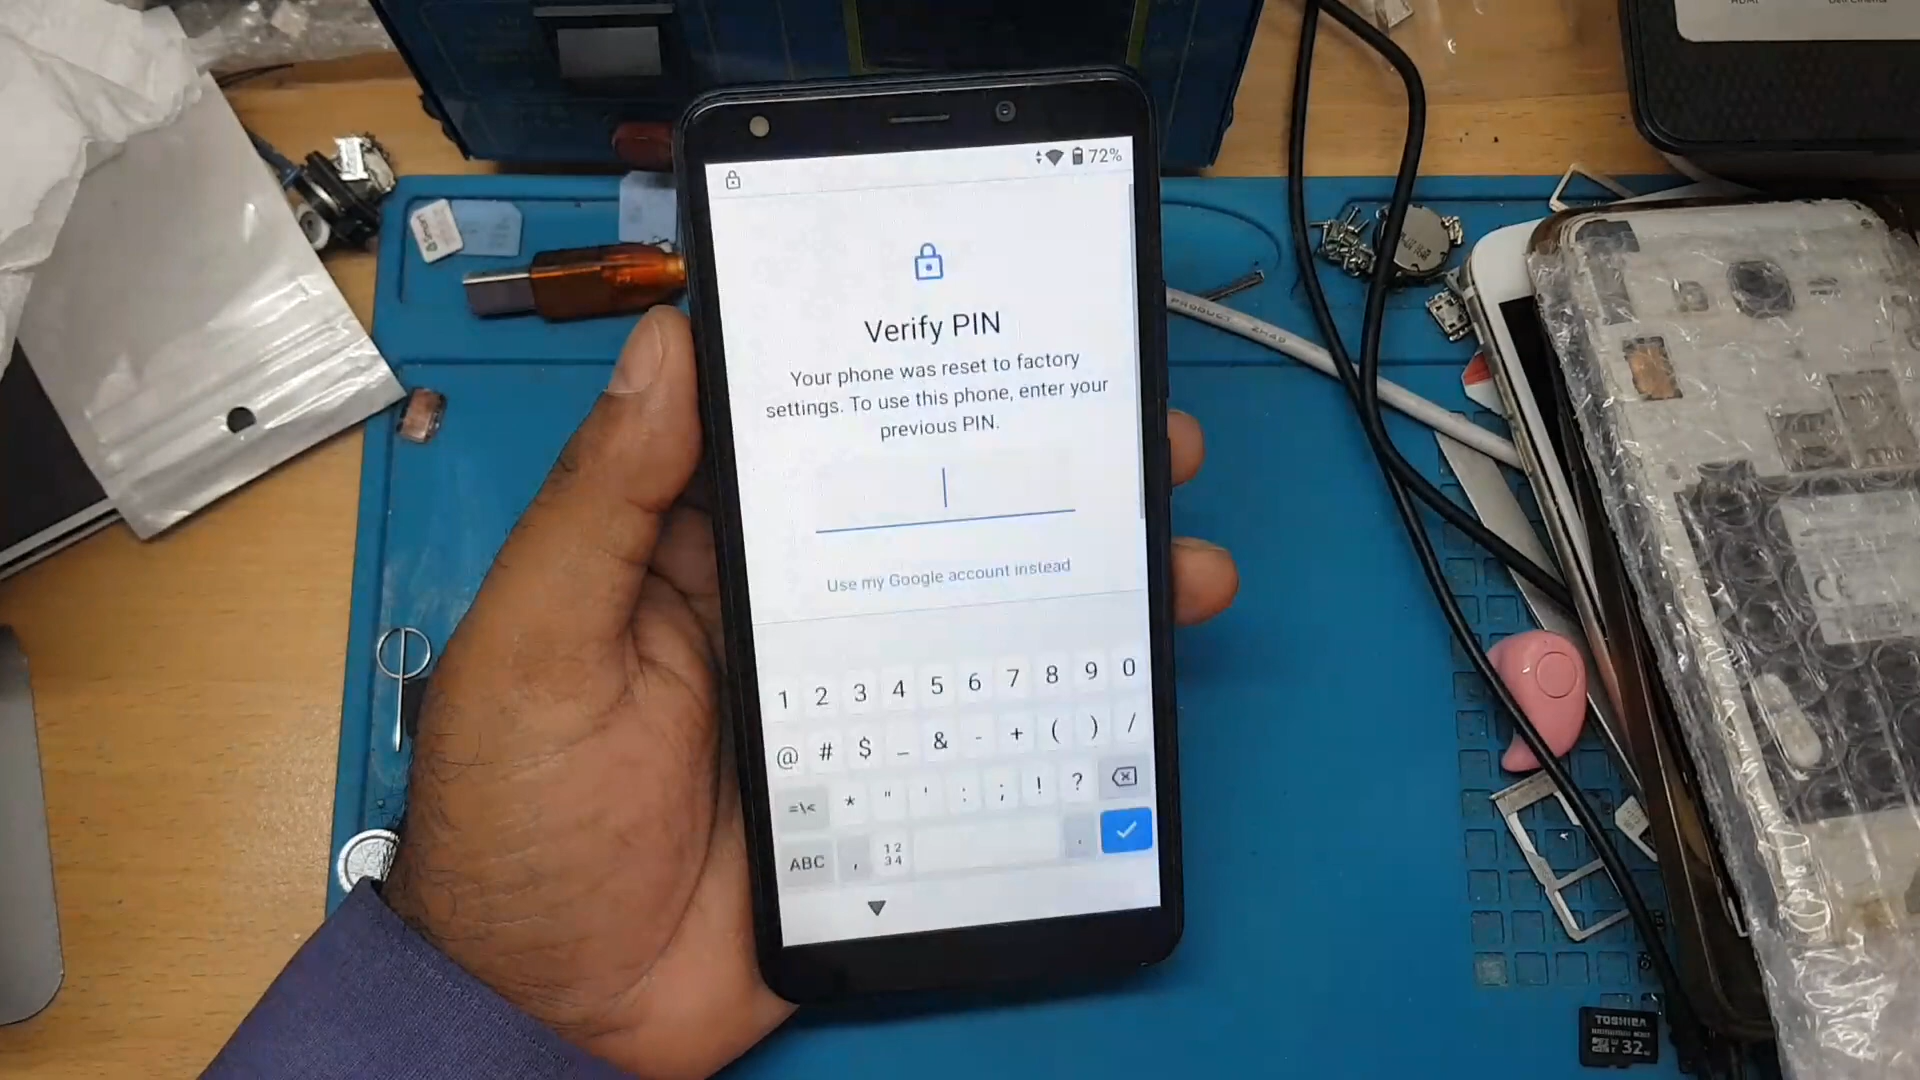 72%
Verify PIN
Your phone was reset to factory
settings. To use this phone, enter your
previous PIN.
Use my Google account instead
1 2 3 4 5 6 7 8 9 0
@ # $ _ & - + ( ) /
=\< * " ' : ; ! ?
ABC , 12 34 .
PRODUCT
TOSHIBA
32